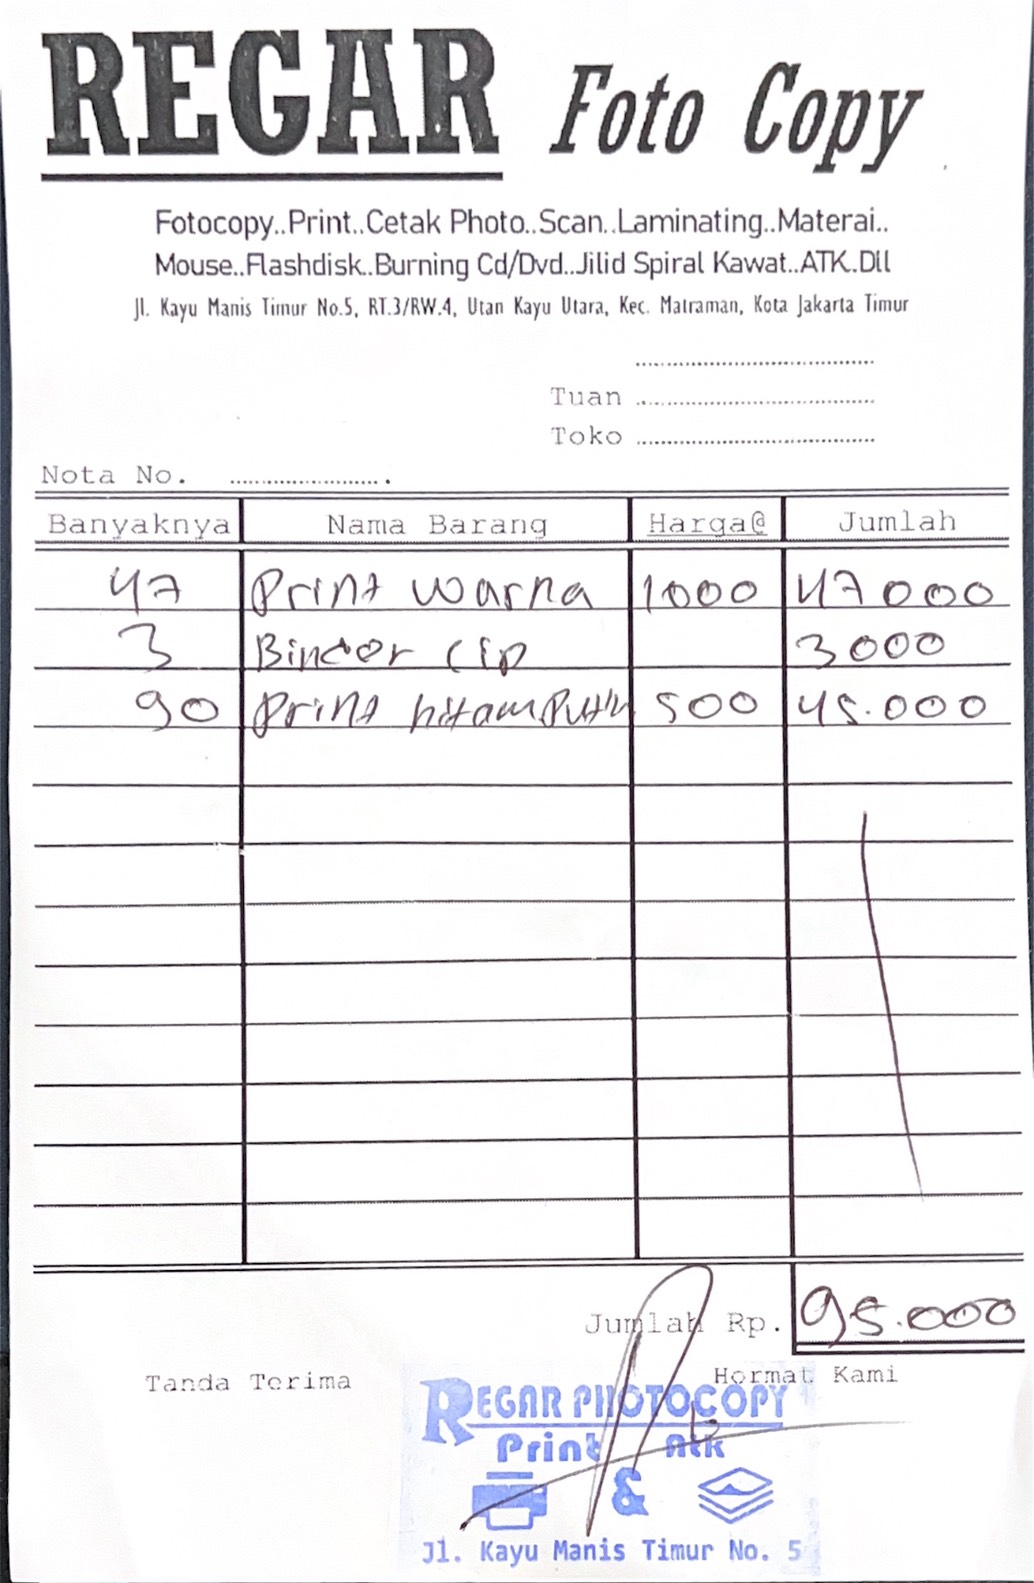 REGAR Foto Copy
Fotocopy..Print..Cetak Photo..Scan..Laminating..Materai..
Mouse..Flashdisk..Burning Cd/Dvd..Jilid Spiral Kawat..ATK.Dll
Jl. Kayu Manis Timur No.5, RT.3/RW.4, Utan Kayu Utara, Kec. Matraman, Kota Jakarta Timur
Tuan
Toko
Nota No.
Banyaknya Nama Barang Harga@ Jumlah
47 Print Warna 1000 47000
3 Binder Clip 3000
90 Print hitam Putih 500 45.000
Jumlah Rp. 95.000
Tanda Terima Hormat Kami
REGAR PHOTOCOPY
Print Atk
&
Jl. Kayu Manis Timur No. 5